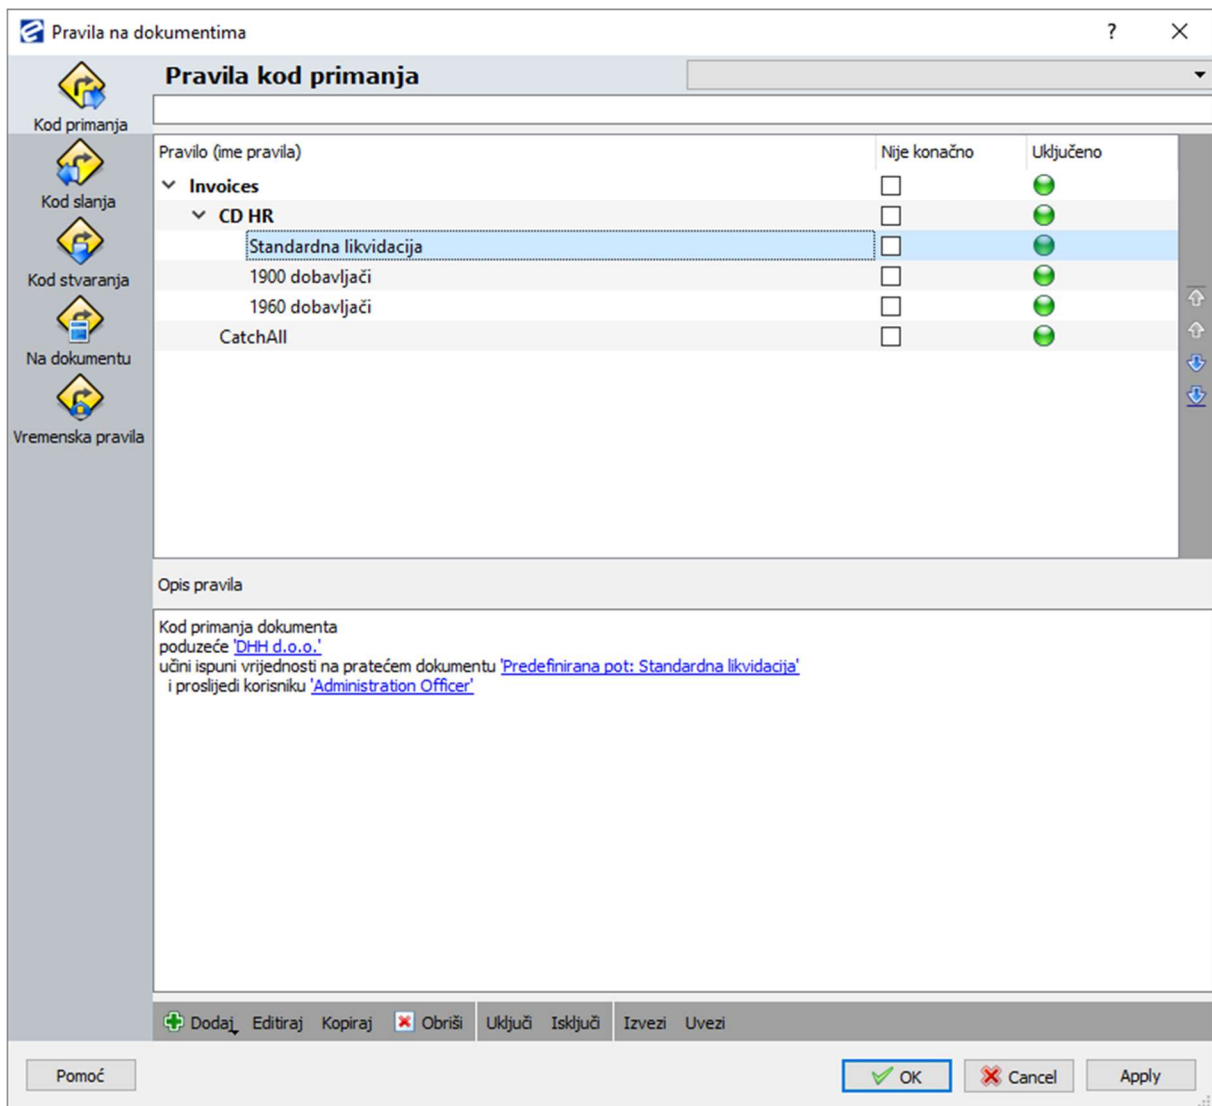 Pravila na dokumentima
?
Pravila kod primanja
Kod primanja
Kod slanja
Kod stvaranja
Na dokumentu
Vremenska pravila
Pravilo (ime pravila) Nije konačno Uključeno
Invoices
CD HR
Standardna likvidacija
1900 dobavljači
1960 dobavljači
CatchAll
Opis pravila
Kod primanja dokumenta
poduzeće 'DHH d.o.o.'
učini ispuni vrijednosti na pratećem dokumentu 'Predefinirana pot: Standardna likvidacija'
i proslijedi korisniku 'Administration Officer'
Dodaj Editiraj Kopiraj Obriši Uključi Isključi Izvezi Uvezi
Pomoć OK Cancel Apply